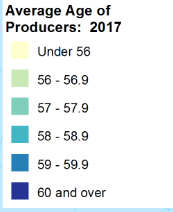 Average Age of
Producers: 2017
Under 56
56 - 56.9
57 - 57.9
58 - 58.9
59 - 59.9
60 and over